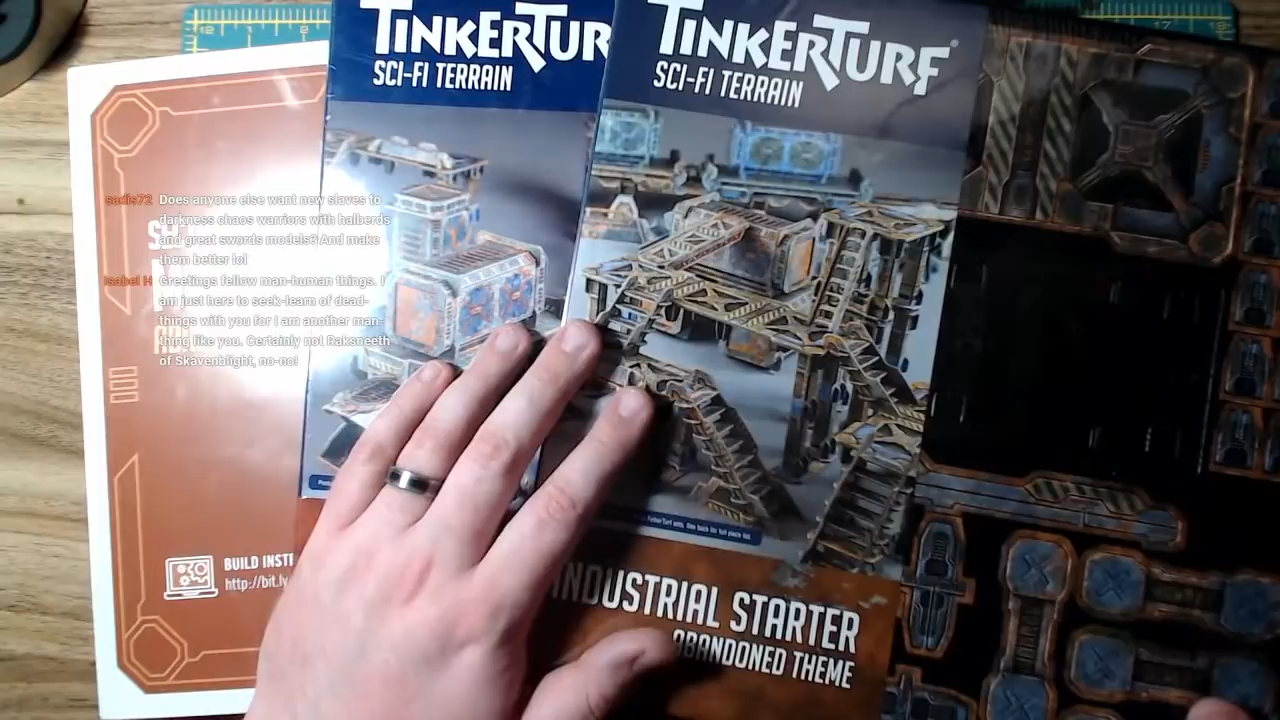 TINKERTUR
SCI-FI TERRAIN
TINKERTURF®
SCI-FI TERRAIN
sadis72 Does anyone else want new slaves to
darkness chaos warriors with halberds
and great swords models? And make
them better lol
Isabel H Greetings fellow man-human things. I
am just here to seek-learn of dead-
things with you for I am another man-
thing like you. Certainly not Raksneeth
of Skavenblight, no-no!
BUILD INSTI
http://bit.ly
INDUSTRIAL STARTER
ABANDONED THEME